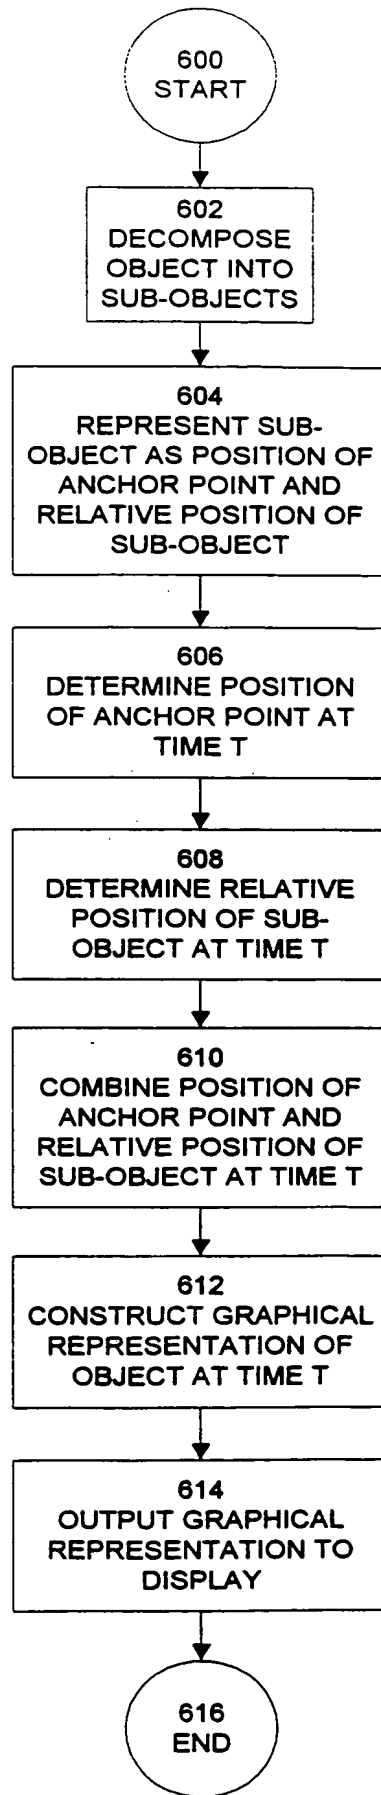 600
START
602
DECOMPOSE
OBJECT INTO
SUB-OBJECTS
604
REPRESENT SUB-
OBJECT AS POSITION OF
ANCHOR POINT AND
RELATIVE POSITION OF
SUB-OBJECT
606
DETERMINE POSITION
OF ANCHOR POINT AT
TIME T
608
DETERMINE RELATIVE
POSITION OF SUB-
OBJECT AT TIME T
610
COMBINE POSITION OF
ANCHOR POINT AND
RELATIVE POSITION OF
SUB-OBJECT AT TIME T
612
CONSTRUCT GRAPHICAL
REPRESENTATION OF
OBJECT AT TIME T
614
OUTPUT GRAPHICAL
REPRESENTATION TO
DISPLAY
616
END